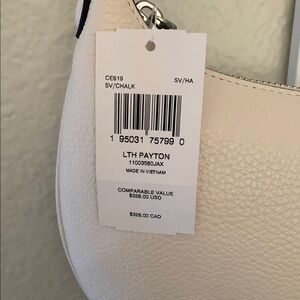 CE619 SV/HA
SV/CHALK
1 95031 75799 0
LTH PAYTON
11003580JAX
MADE IN VIETNAM
COMPARABLE VALUE
$328.00 USD
$328.00 CAD